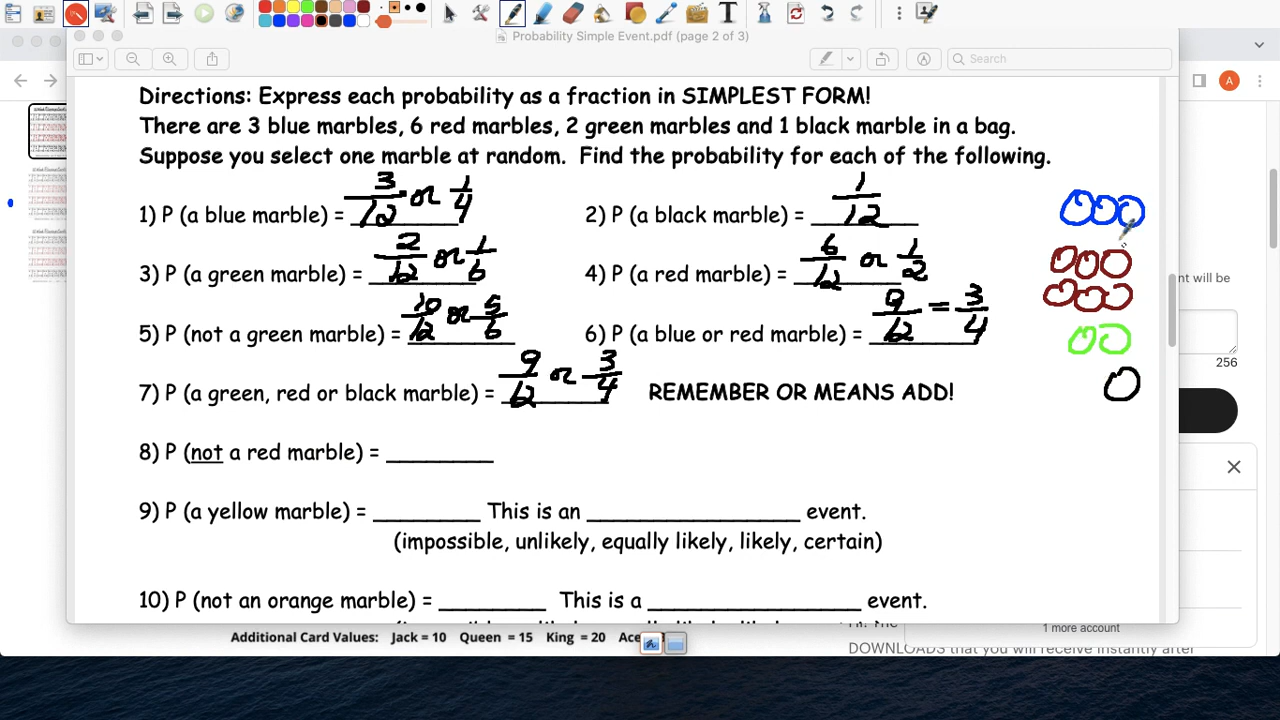 Probability Simple Event.pdf (page 2 of 3)
Search
A
Directions: Express each probability as a fraction in SIMPLEST FORM!
There are 3 blue marbles, 6 red marbles, 2 green marbles and 1 black marble in a bag.
Suppose you select one marble at random. Find the probability for each of the following.
1) P (a blue marble) = 3/12 or 1/4
2) P (a black marble) = 1/12
3) P (a green marble) = 2/12 or 1/6
4) P (a red marble) = 6/12 or 1/2
5) P (not a green marble) = 10/12 or 5/6
6) P (a blue or red marble) = 9/12 = 3/4
7) P (a green, red or black marble) = 9/12 or 3/4 REMEMBER OR MEANS ADD!
8) P (not a red marble) = ________
9) P (a yellow marble) = ________ This is an ________________ event.
(impossible, unlikely, equally likely, likely, certain)
10) P (not an orange marble) = ________ This is a ________________ event.
nt will be
256
Additional Card Values: Jack = 10 Queen = 15 King = 20 Ace
1 more account
DOWNLOADS that you will receive instantly after